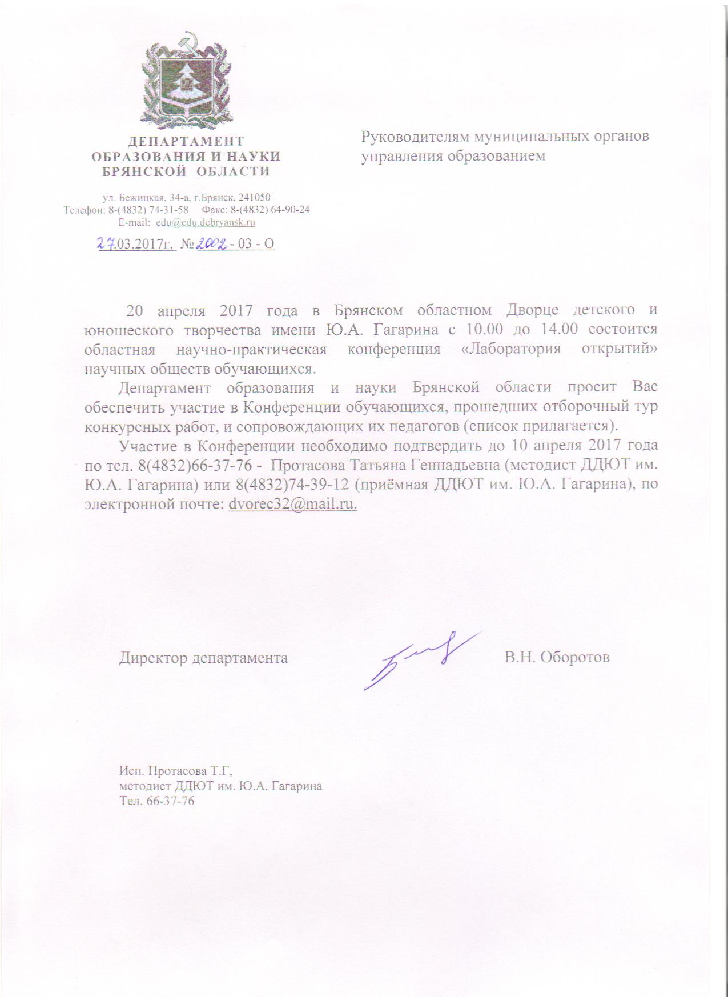 ДЕПАРТАМЕНТ
ОБРАЗОВАНИЯ И НАУКИ
БРЯНСКОЙ ОБЛАСТИ
ул. Бежицкая, 34-а, г.Брянск, 241050
Телефон: 8-(4832) 74-31-58 Факс: 8-(4832) 64-90-24
E-mail: edu@edu.debryansk.ru
27.03.2017г. № 2002 - 03 - О
Руководителям муниципальных органов
управления образованием
20 апреля 2017 года в Брянском областном Дворце детского и
юношеского творчества имени Ю.А. Гагарина с 10.00 до 14.00 состоится
областная научно-практическая конференция «Лаборатория открытий»
научных обществ обучающихся.
Департамент образования и науки Брянской области просит Вас
обеспечить участие в Конференции обучающихся, прошедших отборочный тур
конкурсных работ, и сопровождающих их педагогов (список прилагается).
Участие в Конференции необходимо подтвердить до 10 апреля 2017 года
по тел. 8(4832)66-37-76 - Протасова Татьяна Геннадьевна (методист ДДЮТ им.
Ю.А. Гагарина) или 8(4832)74-39-12 (приёмная ДДЮТ им. Ю.А. Гагарина), по
электронной почте: dvorec32@mail.ru.
Директор департамента В.Н. Оборотов
Исп. Протасова Т.Г,
методист ДДЮТ им. Ю.А. Гагарина
Тел. 66-37-76